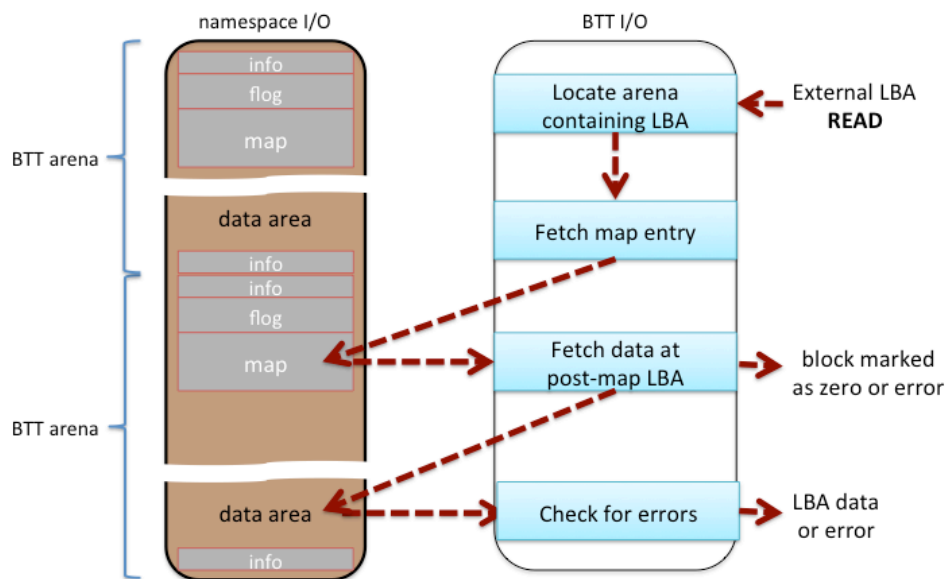 namespace I/O
BTT I/O
info
flog
map
BTT arena
data area
info
info
flog
map
BTT arena
data area
info
Locate arena
containing LBA
External LBA
READ
Fetch map entry
Fetch data at
post-map LBA
block marked
as zero or error
Check for errors
LBA data
or error